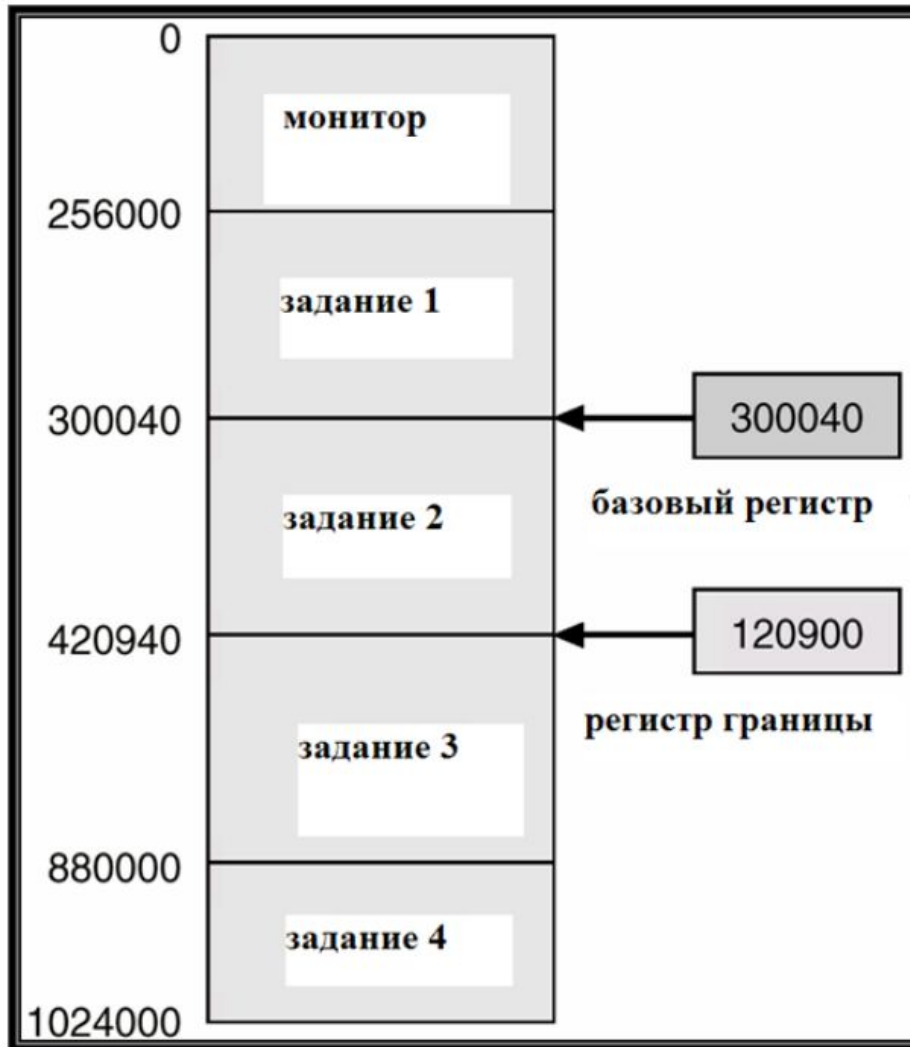 0
монитор
256000
задание 1
300040
300040
базовый регистр
задание 2
420940
120900
регистр границы
задание 3
880000
задание 4
1024000